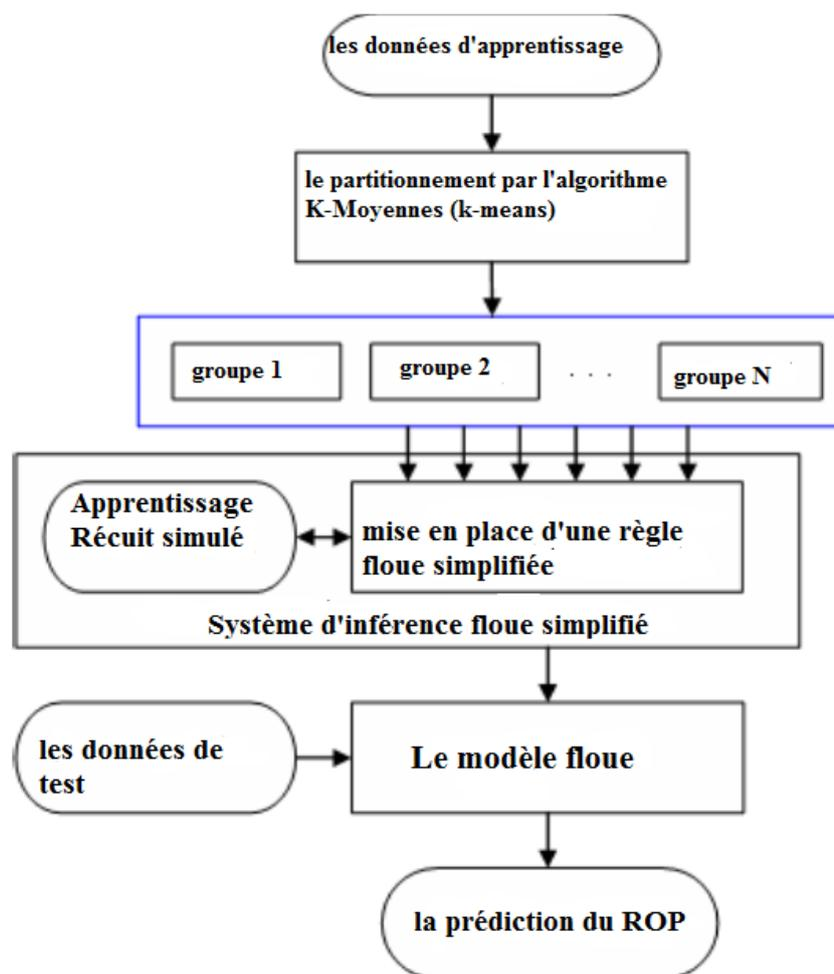 les données d'apprentissage
le partitionnement par l'algorithme
K-Moyennes (k-means)
groupe 1
groupe 2
. . .
groupe N
Apprentissage
Récuit simulé
mise en place d'une règle
floue simplifiée
Système d'inférence floue simplifié
les données de
test
Le modèle floue
la prédiction du ROP